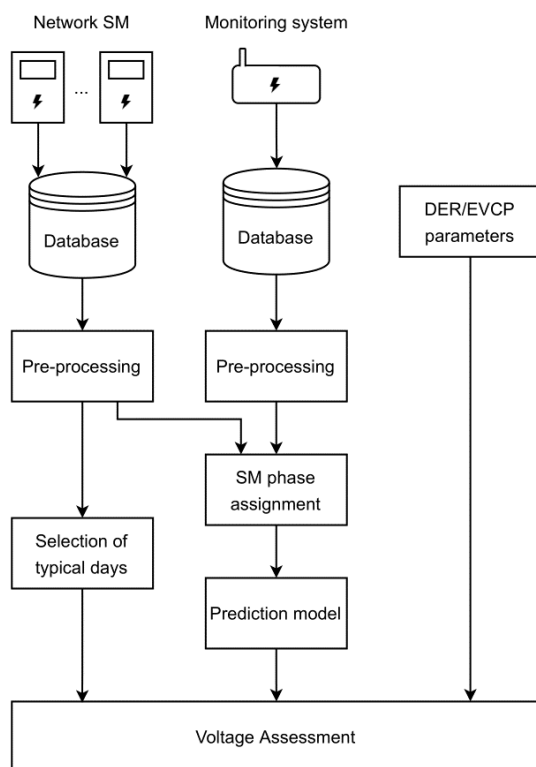 Network SM
Monitoring system
...
Database
Database
DER/EVCP
parameters
Pre-processing
Pre-processing
SM phase
assignment
Selection of
typical days
Prediction model
Voltage Assessment